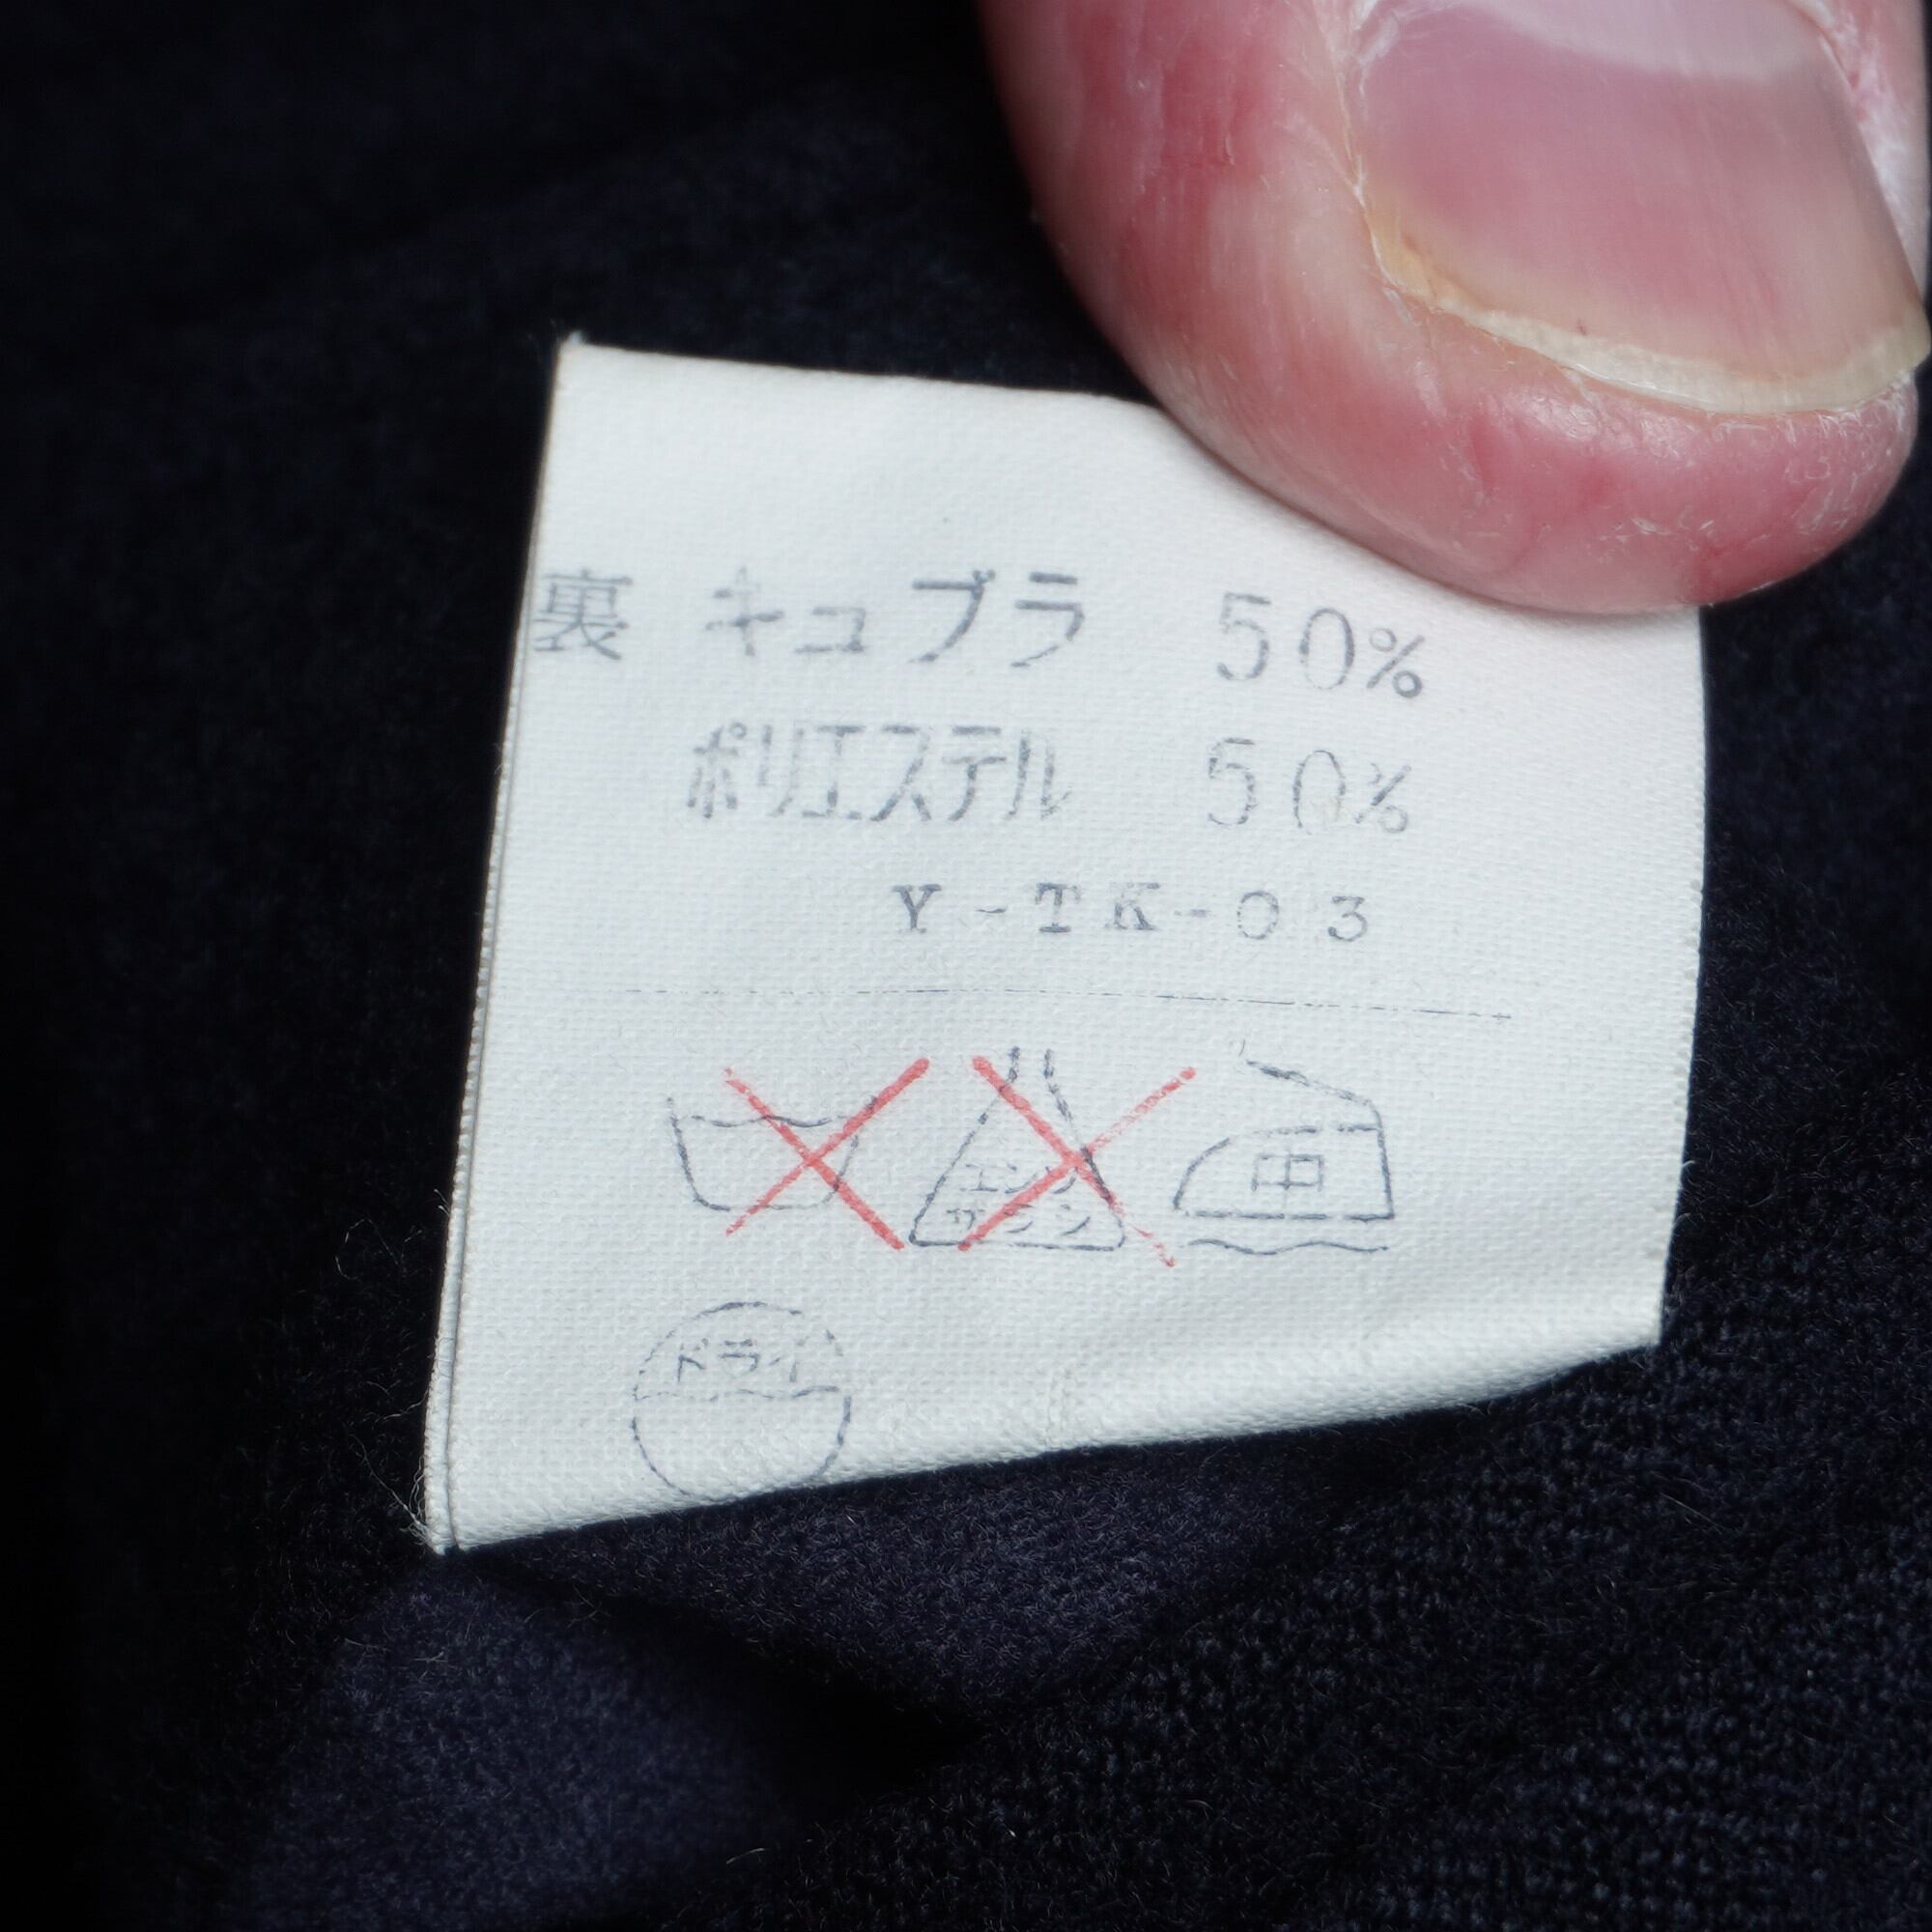 裏 キュプラ 50%
ポリエステル 50%
Y-TK-03
エンソ
サラシ
中
ドライ